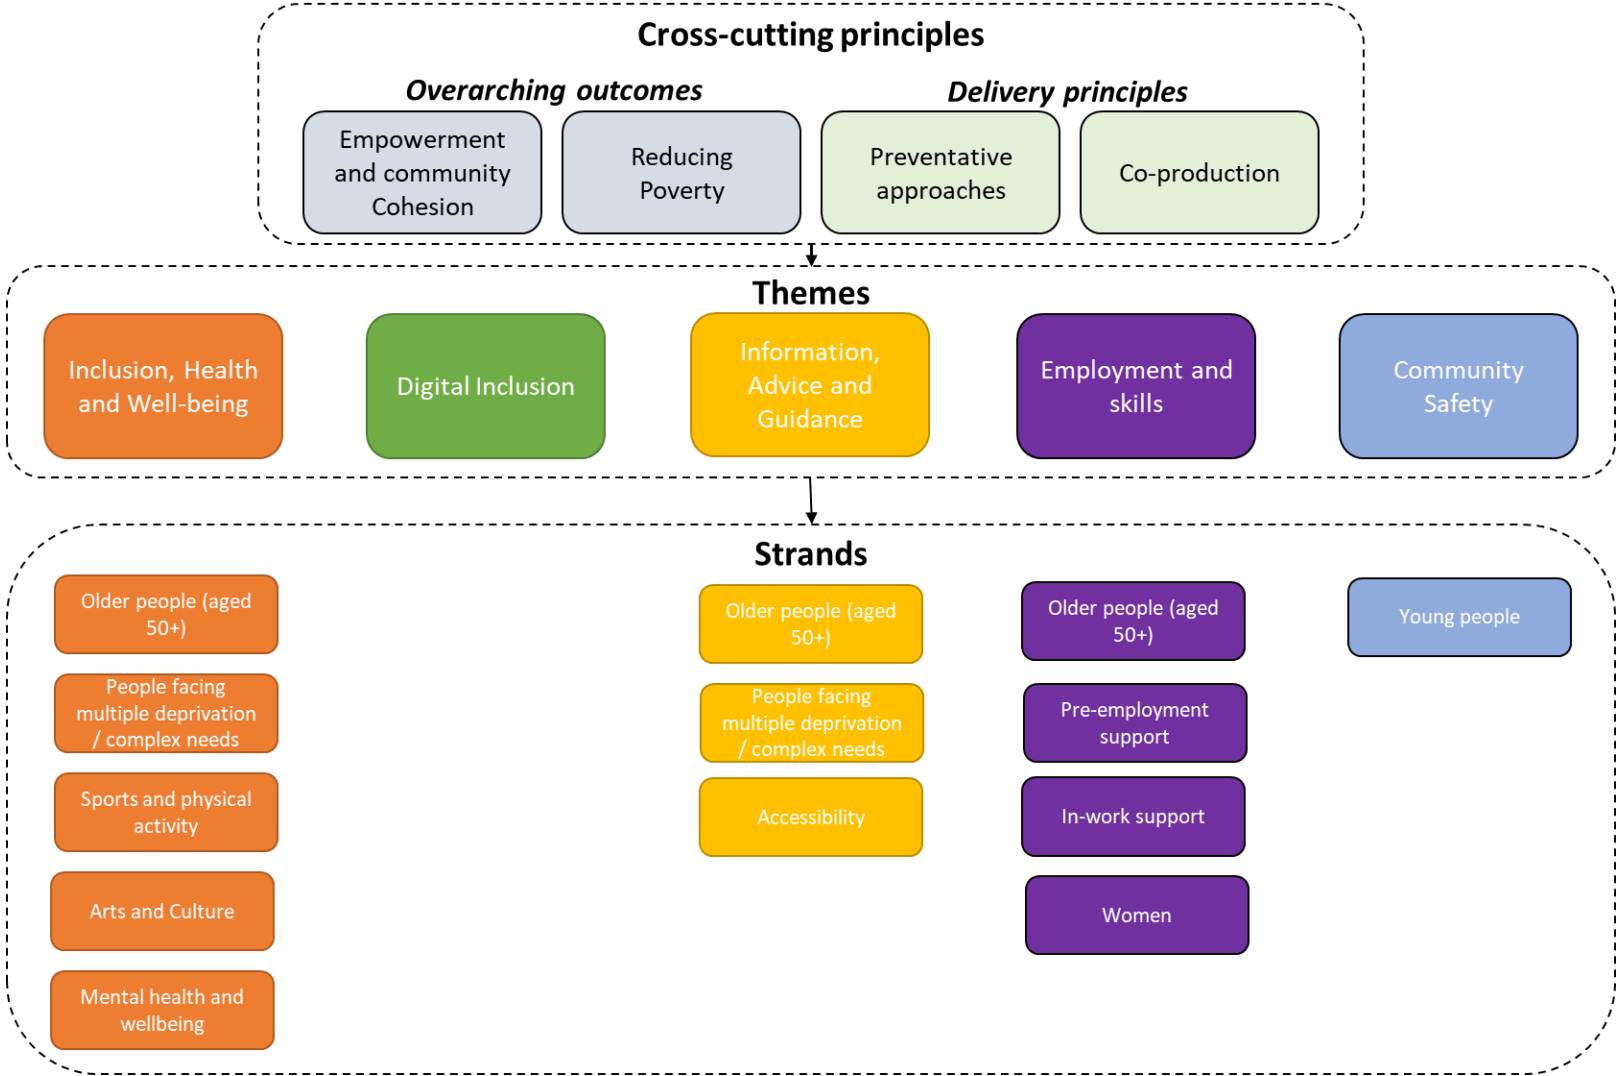 Cross-cutting principles
Overarching outcomes
Delivery principles
Empowerment
and community
Cohesion
Reducing
Poverty
Preventative
approaches
Co-production
Themes
Inclusion, Health
and Well-being
Digital Inclusion
Information,
Advice and
Guidance
Employment and
skills
Community
Safety
Strands
Older people (aged
50+)
People facing
multiple deprivation
/ complex needs
Sports and physical
activity
Arts and Culture
Mental health and
wellbeing
Older people (aged
50+)
People facing
multiple deprivation
/ complex needs
Accessibility
Older people (aged
50+)
Pre-employment
support
In-work support
Women
Young people